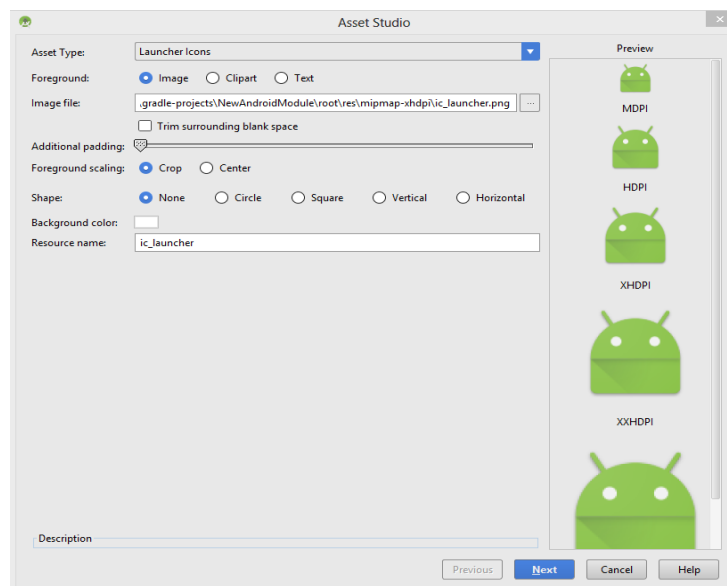 Asset Studio
Asset Type: Launcher Icons
Foreground: Image Clipart Text
Image file: .gradle-projects\NewAndroidModule\root\res\mipmap-xhdpi\ic_launcher.png ...
Trim surrounding blank space
Additional padding:
Foreground scaling: Crop Center
Shape: None Circle Square Vertical Horizontal
Background color:
Resource name: ic_launcher
Preview
MDPI
HDPI
XHDPI
XXHDPI
Description
Previous Next Cancel Help